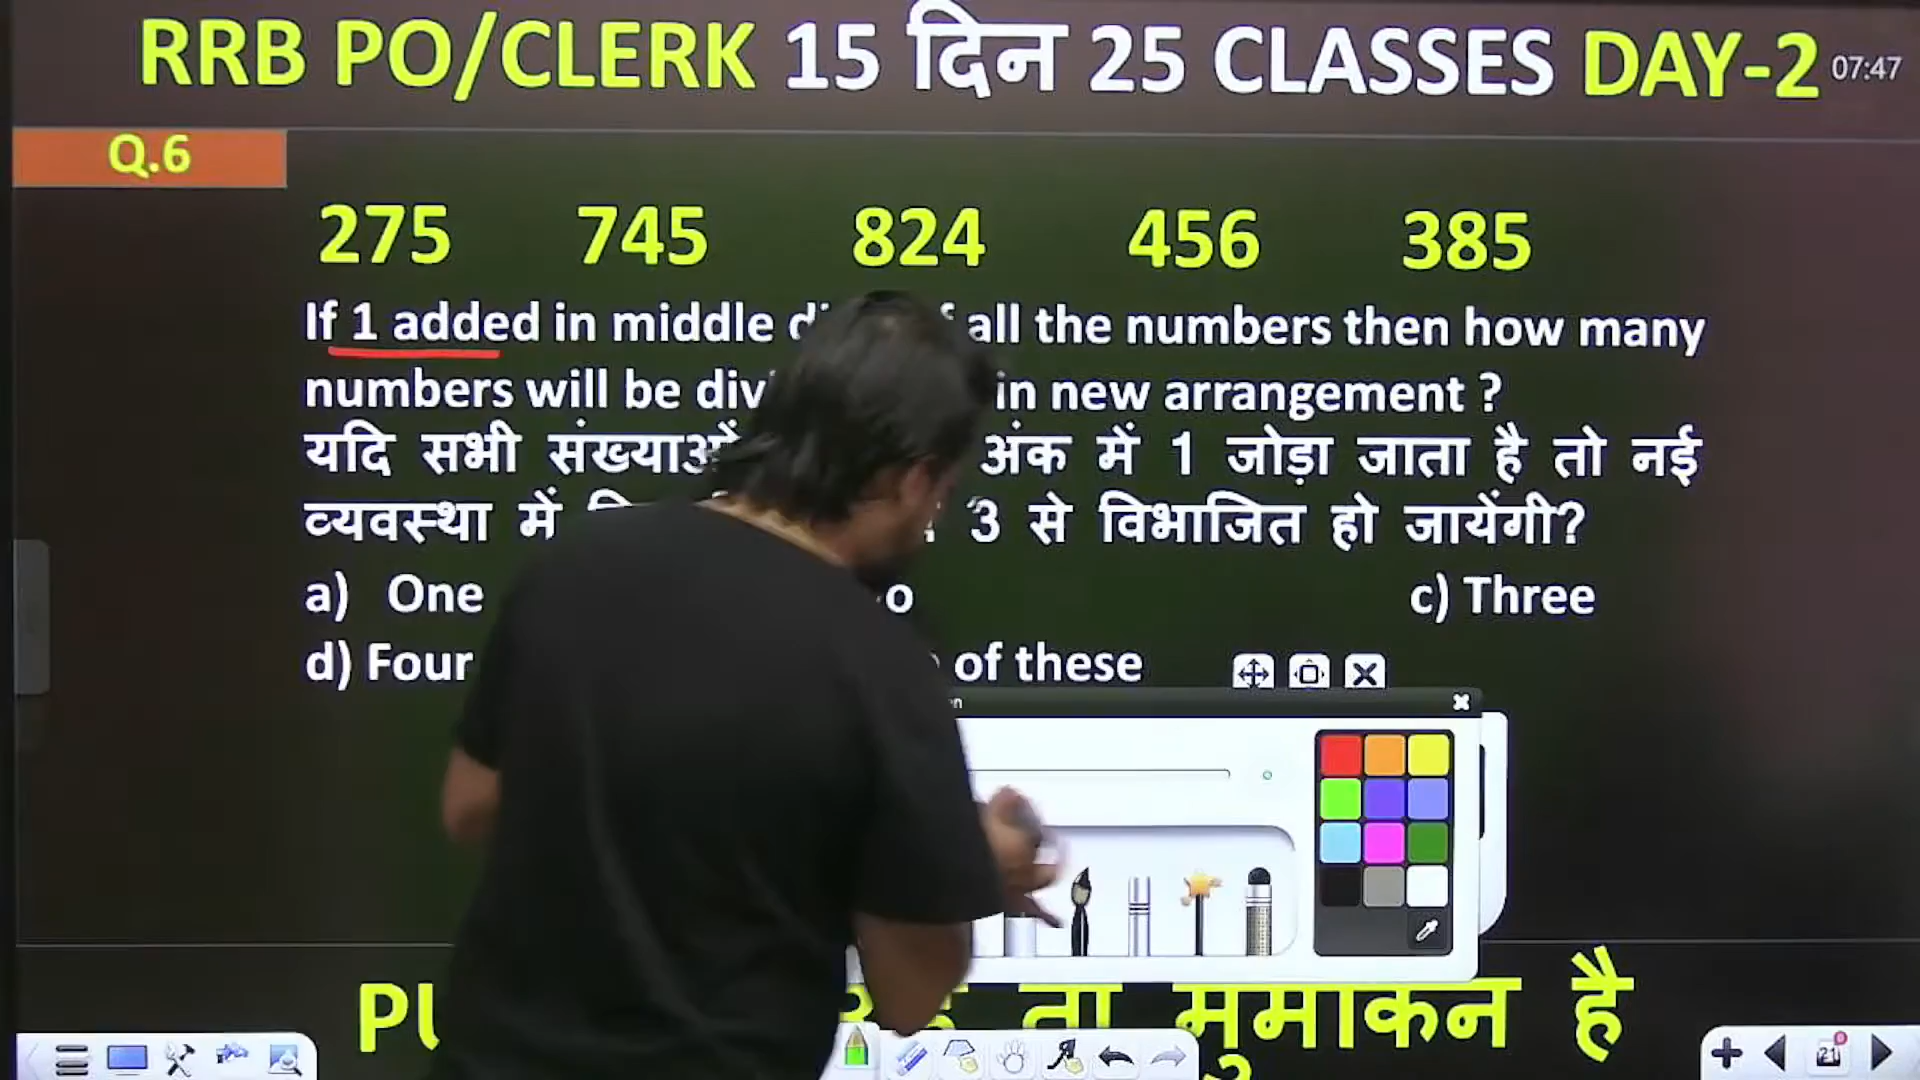 RRB PO/CLERK 15 दिन 25 CLASSES DAY-2 07:47
Q.6
275 745 824 456 385
If 1 added in middle all the numbers then how many
numbers will be in new arrangement ?
यदि सभी अंक में 1 जोड़ा जाता है तो नई
व्यवस्था में 3 से विभाजित हो जायेंगी?
a) One c) Three
d) Four of these
है
21